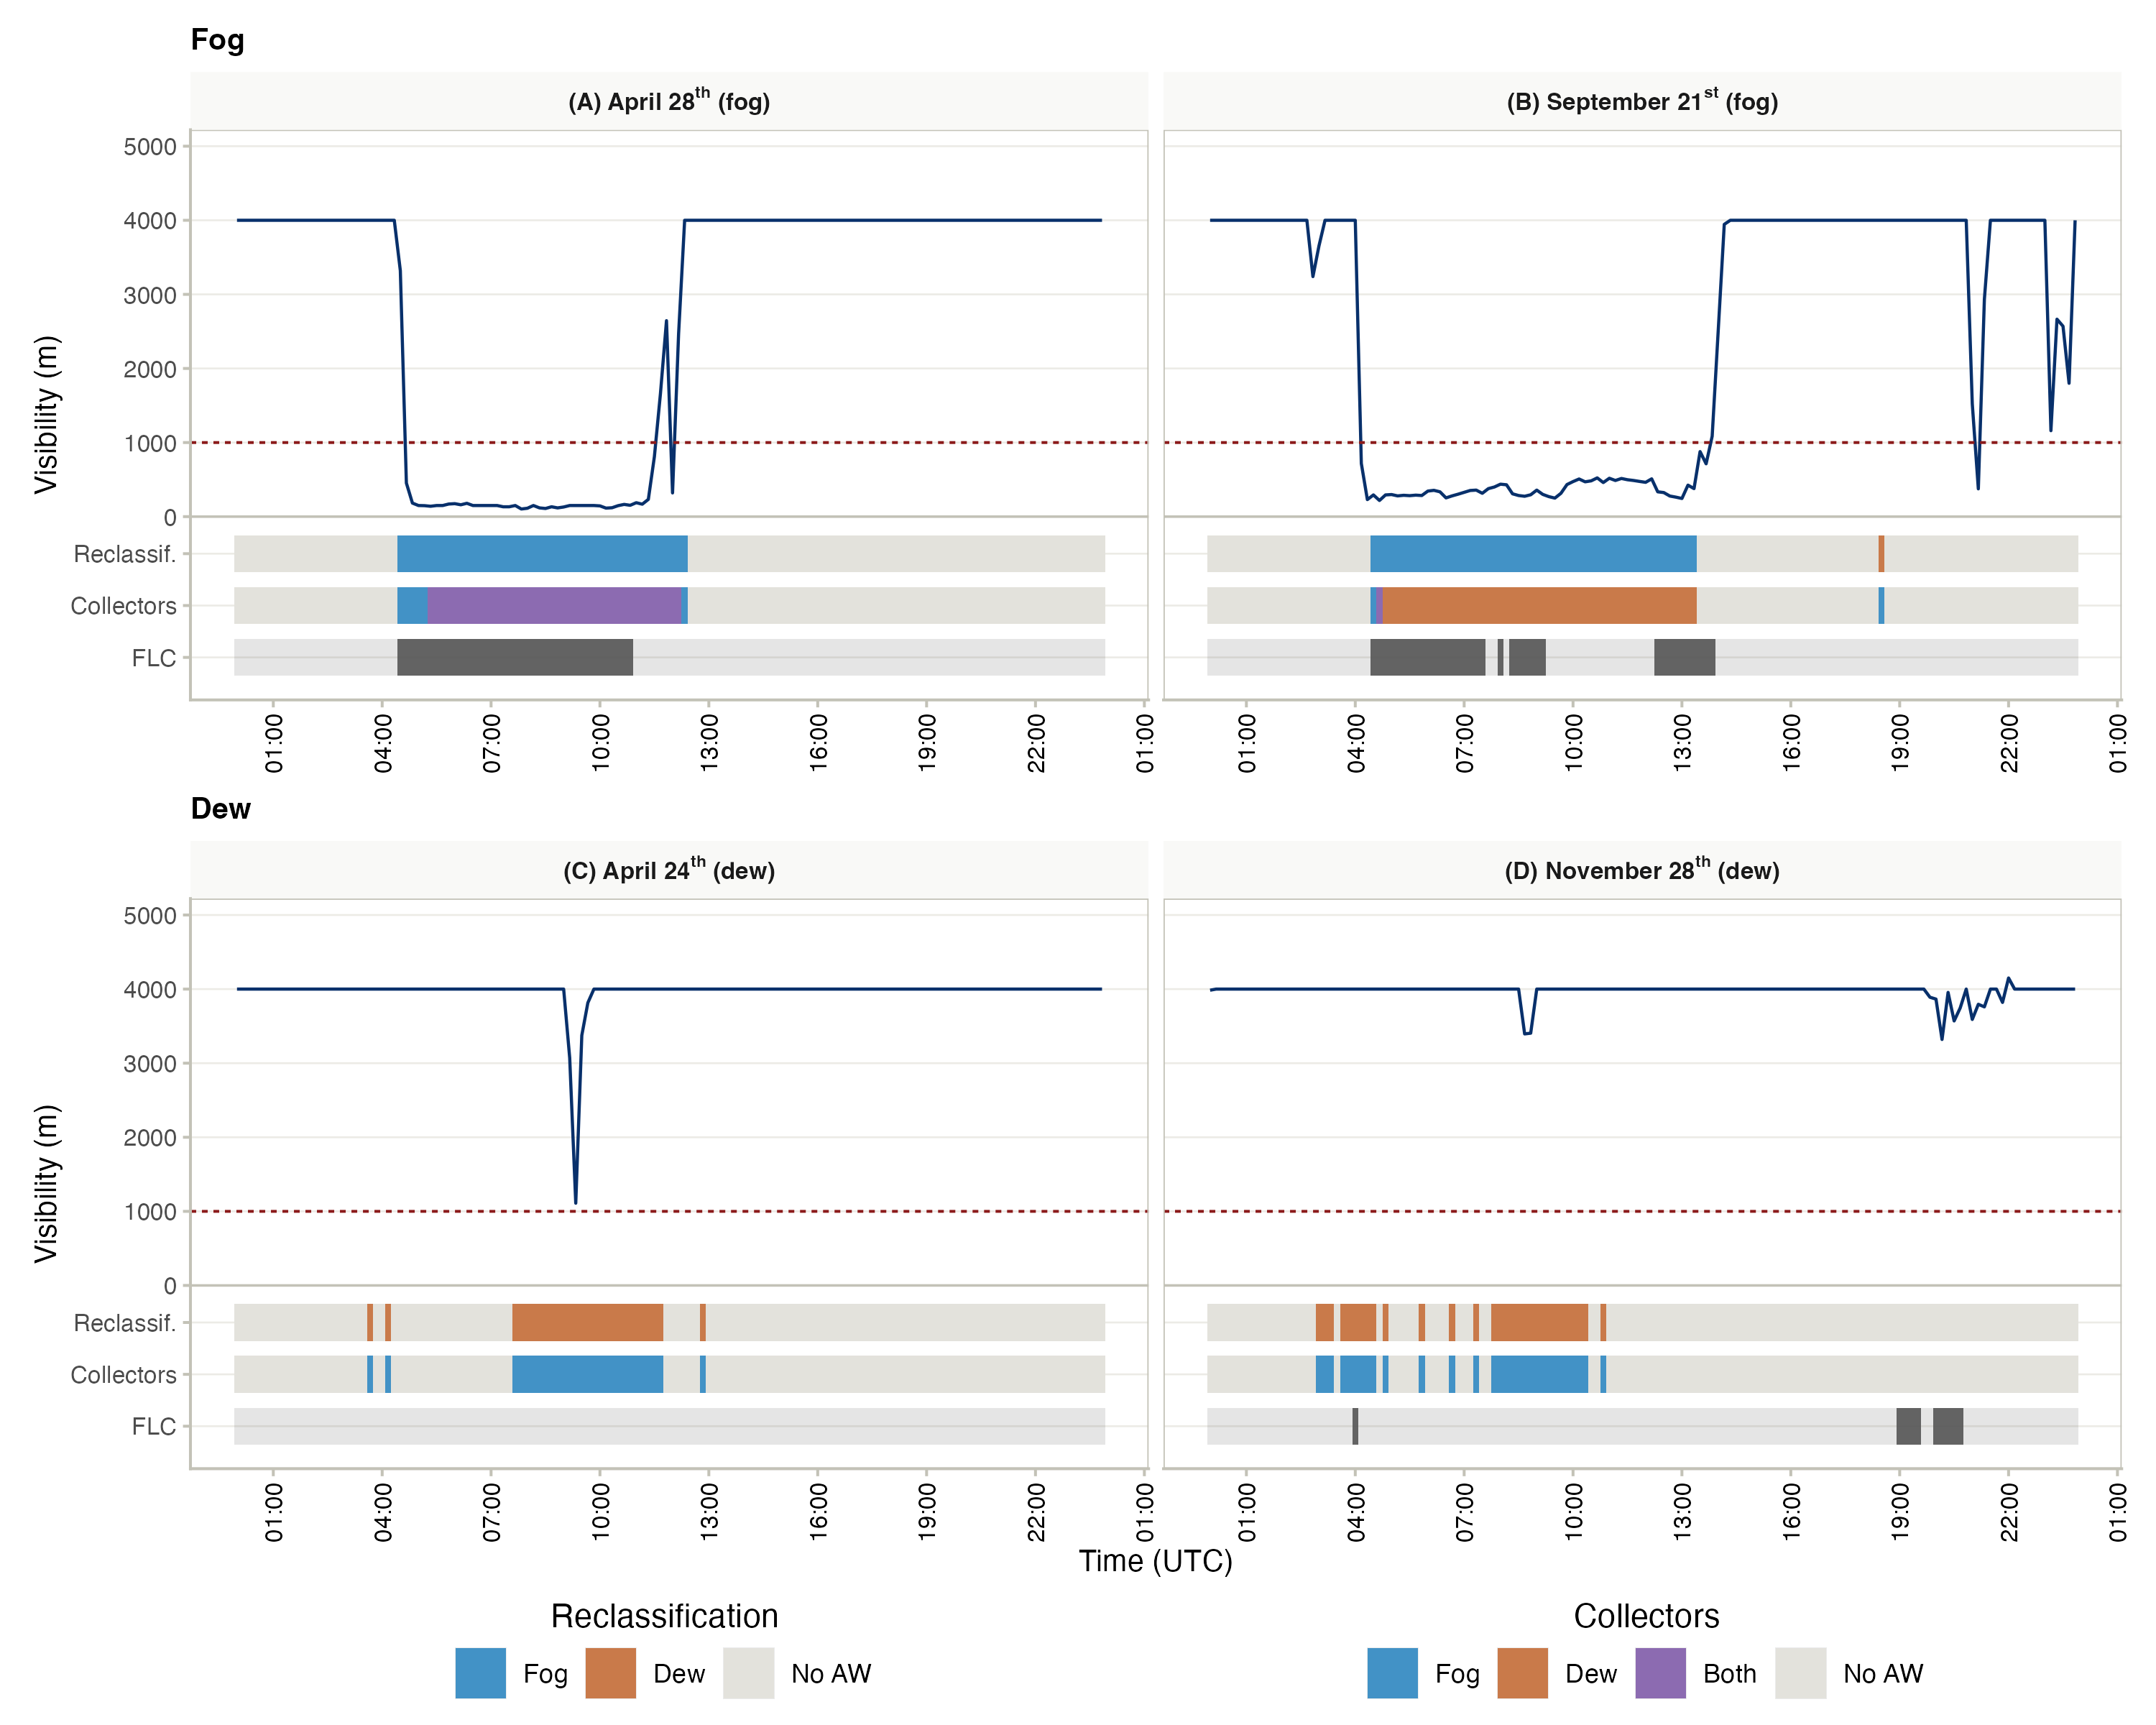 Fog
(A) April 28th (fog)
(B) September 21st (fog)
Visibility (m)
5000
4000
3000
2000
1000
0
Reclassif.
Collectors
FLC
01:00 04:00 07:00 10:00 13:00 16:00 19:00 22:00 01:00
01:00 04:00 07:00 10:00 13:00 16:00 19:00 22:00 01:00
Dew
(C) April 24th (dew)
(D) November 28th (dew)
Visibility (m)
5000
4000
3000
2000
1000
0
Reclassif.
Collectors
FLC
01:00 04:00 07:00 10:00 13:00 16:00 19:00 22:00 01:00
01:00 04:00 07:00 10:00 13:00 16:00 19:00 22:00 01:00
Time (UTC)
Reclassification
Fog Dew No AW
Collectors
Fog Dew Both No AW